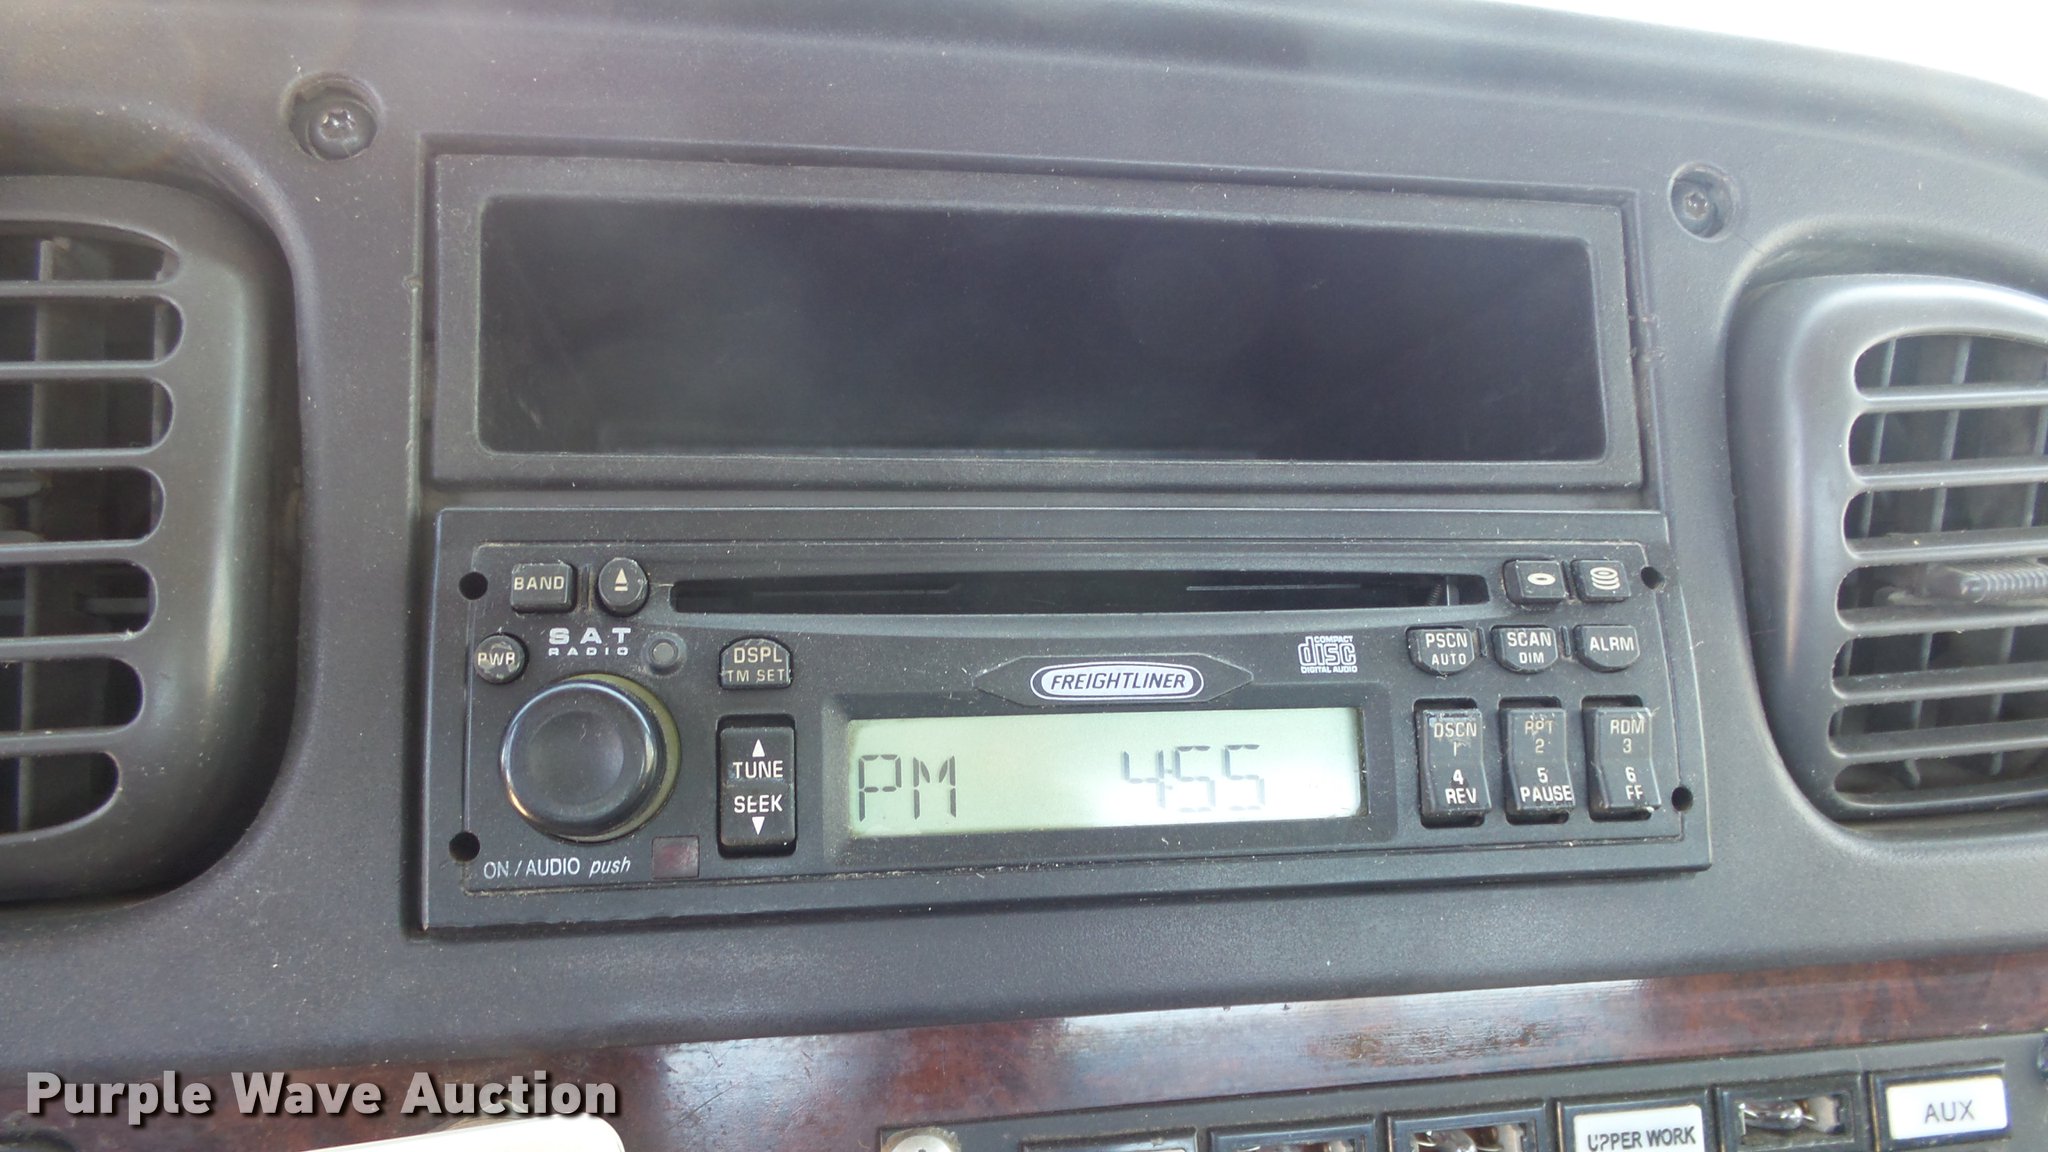 BAND
SAT
RADIO
PWR
DSPL
TM SET
FREIGHTLINER
COMPACT
disc
DIGITAL AUDIO
PSCN
AUTO
SCAN
DIM
ALRM
TUNE
SEEK
PM 4:55
DSCN
1
4
REV
RPT
2
5
PAUSE
RDM
3
6
FF
ON / AUDIO push
Purple Wave Auction
UPPER WORK
AUX